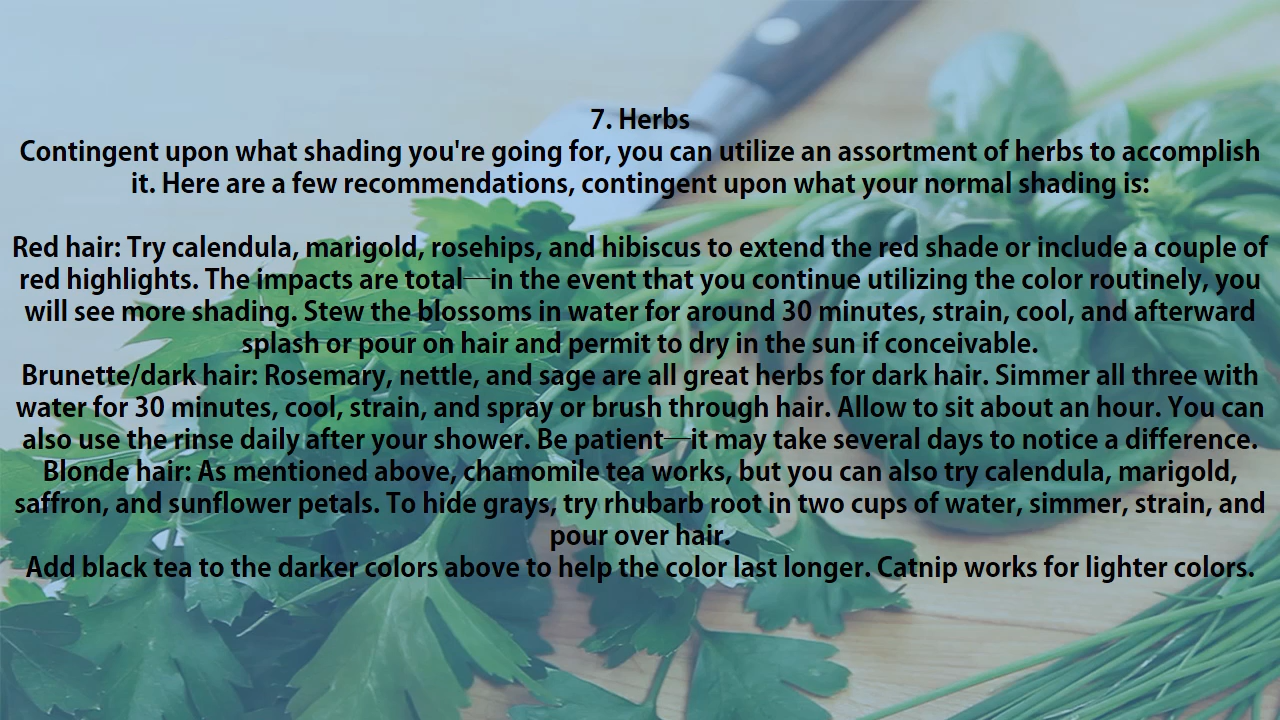 7. Herbs
Contingent upon what shading you're going for, you can utilize an assortment of herbs to accomplish
it. Here are a few recommendations, contingent upon what your normal shading is:
Red hair: Try calendula, marigold, rosehips, and hibiscus to extend the red shade or include a couple of
red highlights. The impacts are total—in the event that you continue utilizing the color routinely, you
will see more shading. Stew the blossoms in water for around 30 minutes, strain, cool, and afterward
splash or pour on hair and permit to dry in the sun if conceivable.
Brunette/dark hair: Rosemary, nettle, and sage are all great herbs for dark hair. Simmer all three with
water for 30 minutes, cool, strain, and spray or brush through hair. Allow to sit about an hour. You can
also use the rinse daily after your shower. Be patient—it may take several days to notice a difference.
Blonde hair: As mentioned above, chamomile tea works, but you can also try calendula, marigold,
saffron, and sunflower petals. To hide grays, try rhubarb root in two cups of water, simmer, strain, and
pour over hair.
Add black tea to the darker colors above to help the color last longer. Catnip works for lighter colors.